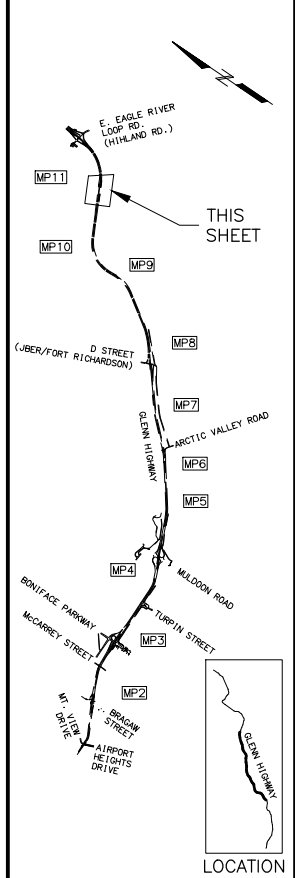 N
E. EAGLE RIVER
LOOP RD.
(HIHLAND RD.)
MP11
THIS
SHEET
MP10
MP9
D STREET
(JBER/FORT RICHARDSON)
MP8
MP7
GLENN HIGHWAY
ARCTIC VALLEY ROAD
MP6
MP5
MP4
MULDOON ROAD
BONIFACE PARKWAY
TURPIN STREET
McCARREY STREET
MP3
MP2
MT. VIEW
DRIVE
BRAGAW
STREET
AIRPORT
HEIGHTS
DRIVE
GLENN HIGHWAY
LOCATION